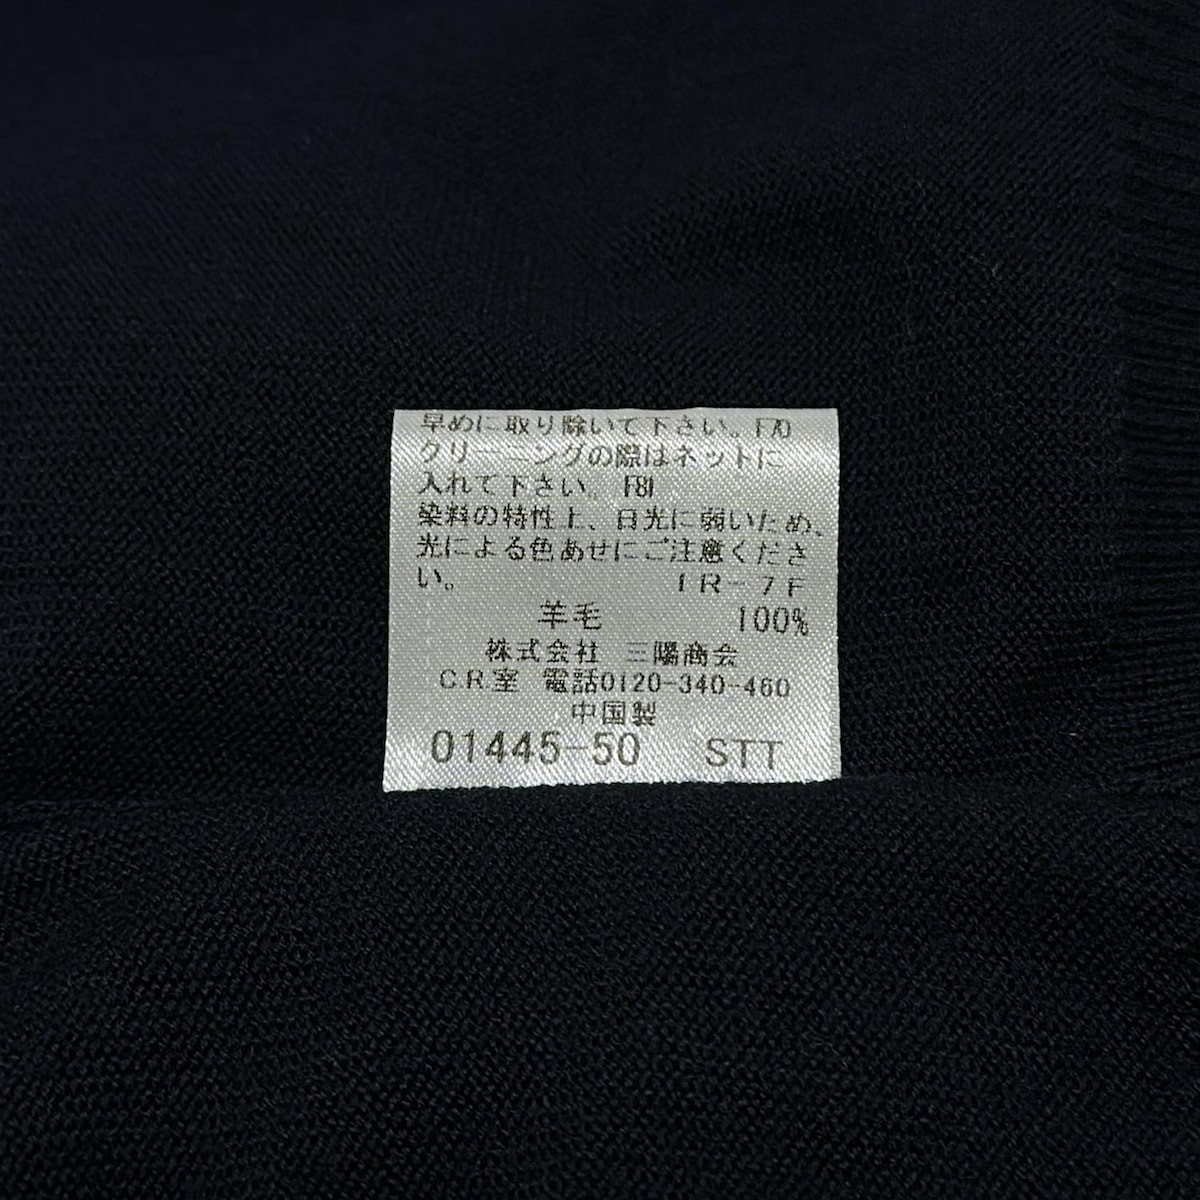 早めに取り除いて下さい。F70
クリーニングの際はネットに
入れて下さい。F81
染料の特性上、日光に弱いため、
光による色あせにご注意くださ
い。 IR-7F
羊毛 100%
株式会社 三陽商会
CR室 電話0120-340-460
中国製
01445-50 STT